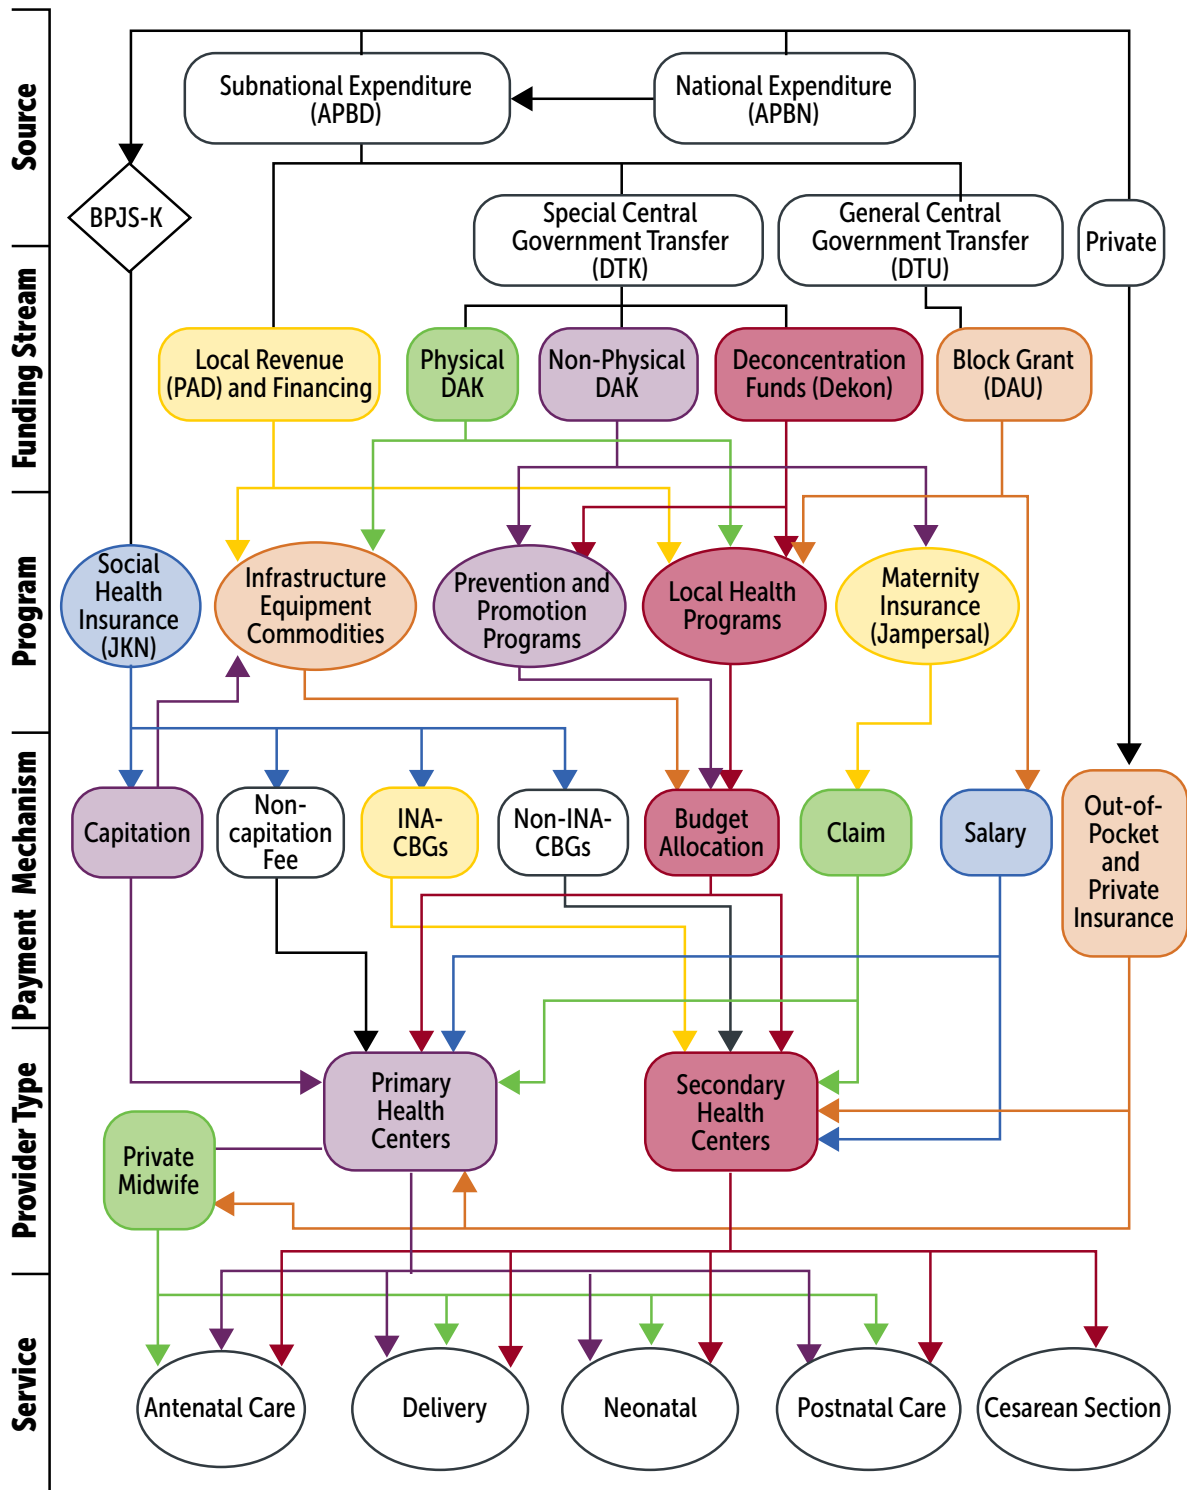 Source
Subnational Expenditure
(APBD)
National Expenditure
(APBN)
BPJS-K
Special Central
Government Transfer
(DTK)
General Central
Government Transfer
(DTU)
Private
Funding Stream
Local Revenue
(PAD) and Financing
Physical
DAK
Non-Physical
DAK
Deconcentration
Funds (Dekon)
Block Grant
(DAU)
Program
Social
Health
Insurance
(JKN)
Infrastructure
Equipment
Commodities
Prevention and
Promotion
Programs
Local Health
Programs
Maternity
Insurance
(Jampersal)
Payment Mechanism
Capitation
Non-
capitation
Fee
INA-
CBGs
Non-INA-
CBGs
Budget
Allocation
Claim
Salary
Out-of-
Pocket
and
Private
Insurance
Provider Type
Primary
Health
Centers
Secondary
Health
Centers
Private
Midwife
Service
Antenatal Care
Delivery
Neonatal
Postnatal Care
Cesarean Section